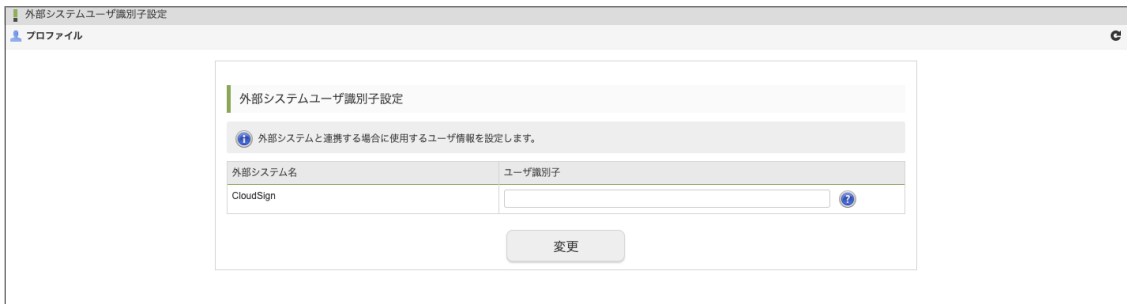 外部システムユーザ識別子設定
プロファイル
外部システムユーザ識別子設定
外部システムと連携する場合に使用するユーザ情報を設定します。
外部システム名 ユーザ識別子
CloudSign
変更